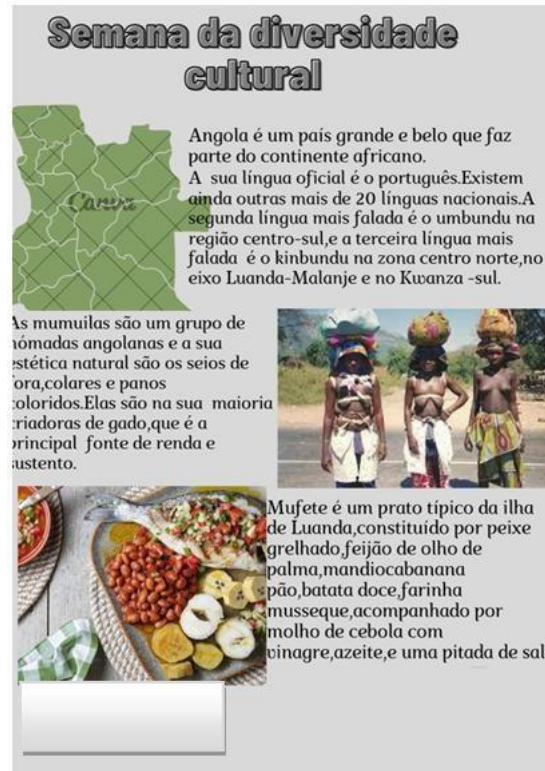 Semana da diversidade
cultural
Angola é um país grande e belo que faz
parte do continente africano.
A sua língua oficial é o português.Existem
ainda outras mais de 20 línguas nacionais.A
segunda língua mais falada é o umbundu na
região centro-sul,e a terceira língua mais
falada é o kinbundu na zona centro norte,no
eixo Luanda-Malanje e no Kwanza -sul.
Canva
As mumuilas são um grupo de
nómadas angolanas e a sua
estética natural são os seios de
fora,colares e panos
coloridos.Elas são na sua maioria
criadoras de gado,que é a
principal fonte de renda e
sustento.
Mufete é um prato típico da ilha
de Luanda,constituído por peixe
grelhado,feijão de olho de
palma,mandiocabanana
pão,batata doce,farinha
musseque,acompanhado por
molho de cebola com
vinagre,azeite,e uma pitada de sal